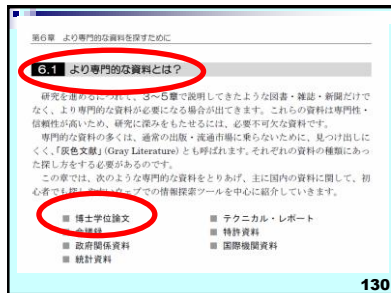 第6章 より専門的な資料を探すために
6.1 より専門的な資料とは？
研究を進めるにつれて、3〜5章で説明してきたような図書・雑誌・新聞だけで
なく、より専門的な資料が必要になる場合が出てきます。これらの資料は専門性・
信頼性が高いため、研究に深みをもたせるには、必要不可欠な資料です。
専門的な資料の多くは、通常の出版・流通市場に乗らないために、見つけ出しに
くく、「灰色文献」(Gray Literature) とも呼ばれます。それぞれの資料の種類にあっ
た探し方をする必要があるのです。
この章では、次のような専門的な資料をとりあげ、主に国内の資料に関して、初
心者でも探しやすいウェブでの情報探索ツールを中心に紹介していきます。
■ 博士学位論文 ■ テクニカル・レポート
■ 会議録 ■ 特許資料
■ 政府関係資料 ■ 国際機関資料
■ 統計資料
130